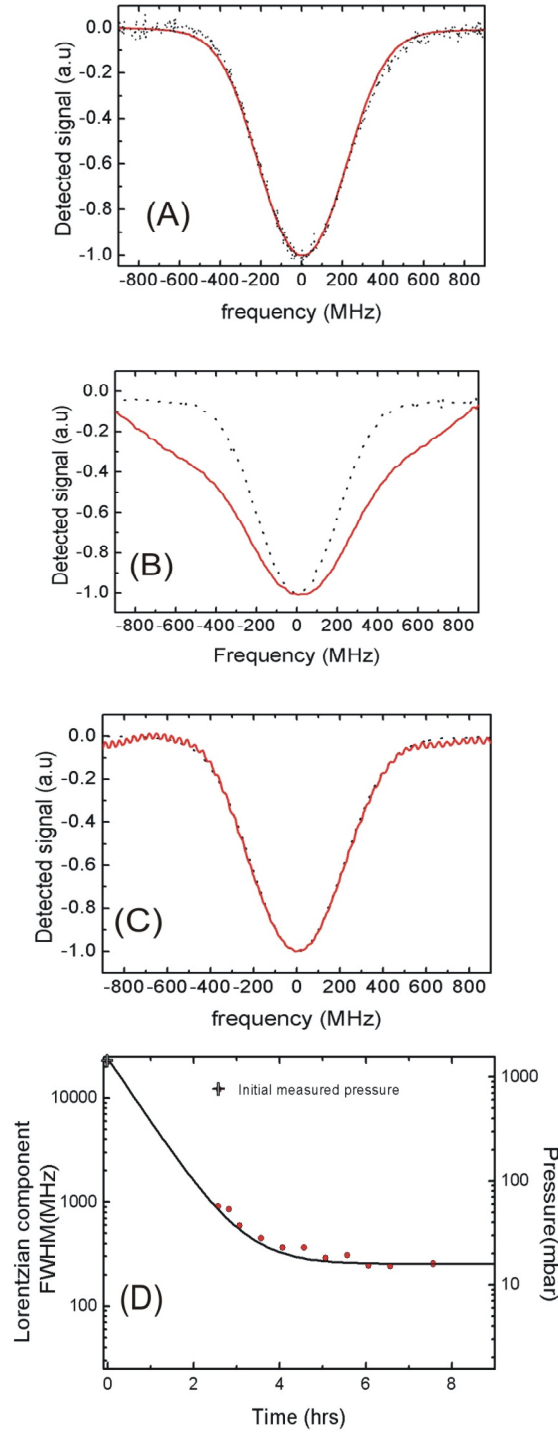 0.0
-0.2
-0.4
-0.6
-0.8
-1.0
Detected signal (a.u)
(A)
-800 -600 -400 -200 0 200 400 600 800
frequency (MHz)
0.0
-0.2
-0.4
-0.6
-0.8
-1.0
Detected signal (a.u)
(B)
-800 -600 -400 -200 0 200 400 600 800
Frequency (MHz)
0.0
-0.2
-0.4
-0.6
-0.8
-1.0
Detected signal (a.u)
(C)
-800 -600 -400 -200 0 200 400 600 800
frequency (MHz)
Lorentzian component
FWHM(MHz)
10000
1000
100
Initial measured pressure
1000
100
10
Pressure(mbar)
(D)
0 2 4 6 8
Time (hrs)